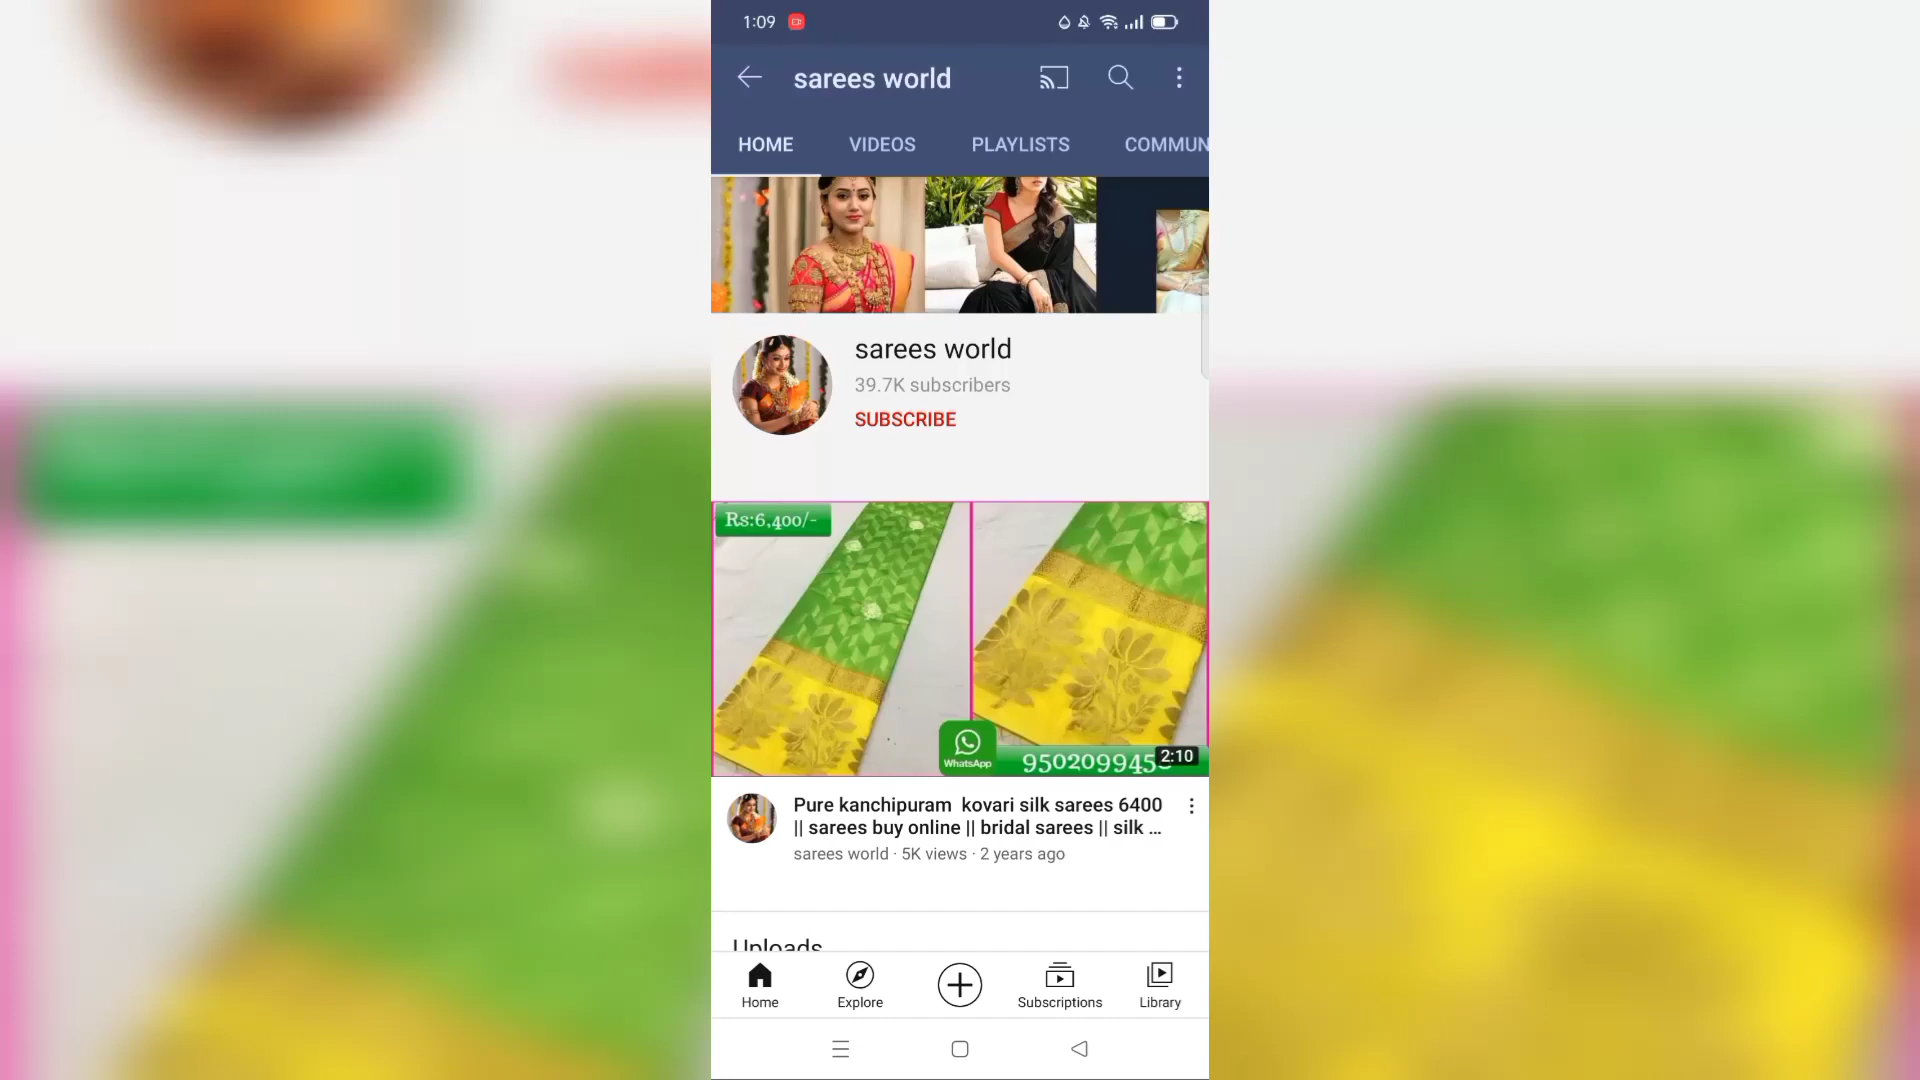 1:09
sarees world
HOME VIDEOS PLAYLISTS COMMUN
sarees world
39.7K subscribers
SUBSCRIBE
Rs:6,400/-
WhatsApp
950209945
2:10
Pure kanchipuram kovari silk sarees 6400
|| sarees buy online || bridal sarees || silk ...
sarees world · 5K views · 2 years ago
Uploads
Home Explore Subscriptions Library